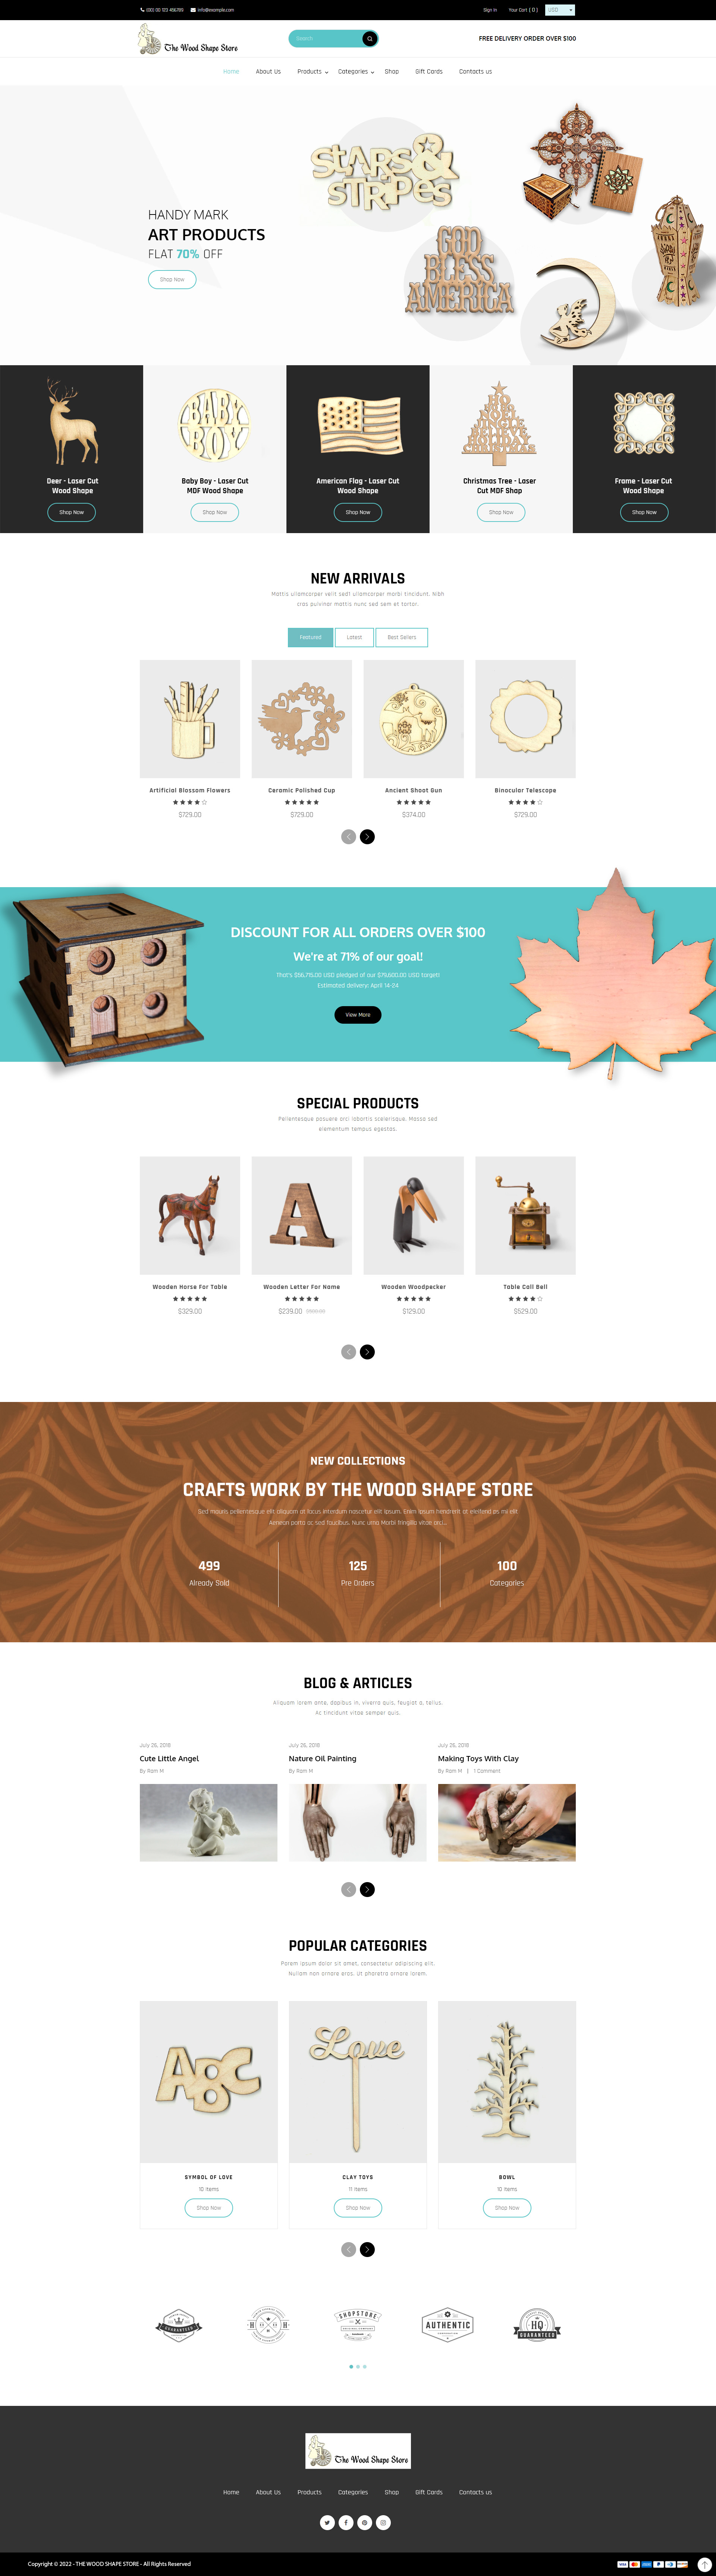 (00) 00 123 456789 info@example.com
Sign In Your Cart ( 0 ) USD
The Wood Shape Store
Search
FREE DELIVERY ORDER OVER $100
Home About Us Products Categories Shop Gift Cards Contacts us
STARS &
STRIPES
HANDY MARK
ART PRODUCTS
FLAT 70% OFF
Shop Now
GOD
BLESS
AMERICA
BABY
BOY
Deer - Laser Cut
Wood Shape
Shop Now
Baby Boy - Laser Cut
MDF Wood Shape
Shop Now
American Flag - Laser Cut
Wood Shape
Shop Now
Christmas Tree - Laser
Cut MDF Shap
Shop Now
Frame - Laser Cut
Wood Shape
Shop Now
NEW ARRIVALS
Mattis ullamcorper velit sed1 ullamcorper morbi tincidunt. Nibh
cras pulvinar mattis nunc sed sem et tortor.
Featured Latest Best Sellers
Artificial Blossom Flowers
$729.00
Ceramic Polished Cup
$729.00
Ancient Shoot Gun
$374.00
Binocular Telescope
$729.00
DISCOUNT FOR ALL ORDERS OVER $100
We're at 71% of our goal!
That's $56,715.00 USD pledged of our $79,600.00 USD target!
Estimated delivery: April 14-24
View More
SPECIAL PRODUCTS
Pellentesque posuere orci lobortis scelerisque. Massa sed
elementum tempus egestas.
A
Wooden Horse For Table
$329.00
Wooden Letter For Name
$239.00
Wooden Woodpecker
$129.00
Table Call Bell
$529.00
NEW COLLECTIONS
CRAFTS WORK BY THE WOOD SHAPE STORE
Sed mauris pellentesque elit aliquam at lacus interdum nascetur elit ipsum. Enim ipsum hendrerit at eleifend ps mi elit
Aenean porta ac sed faucibus. Nunc urna Morbi fringilla vitae orci...
499
Already Sold
125
Pre Orders
100
Categories
BLOG & ARTICLES
Aliquam lorem ante, dapibus in, viverra quis, feugiat a, tellus.
Ac tincidunt vitae semper quis.
July 26, 2018
Cute Little Angel
By Ram M
July 26, 2018
Nature Oil Painting
By Ram M
July 26, 2018
Making Toys With Clay
By Ram M | 1 Comment
POPULAR CATEGORIES
Porem ipsum dolor sit amet, consectetur adipiscing elit.
Nullam non ornare eros. Ut pharetra ornare lorem.
ABC
Love
SYMBOL OF LOVE
10 Items
Shop Now
CLAY TOYS
11 Items
Shop Now
BOWL
10 Items
Shop Now
GUARANTEED
SHOPSTORE
AUTHENTIC
HQ
GUARANTEED
The Wood Shape Store
Home About Us Products Categories Shop Gift Cards Contacts us
Copyright © 2022 - THE WOOD SHAPE STORE - All Rights Reserved